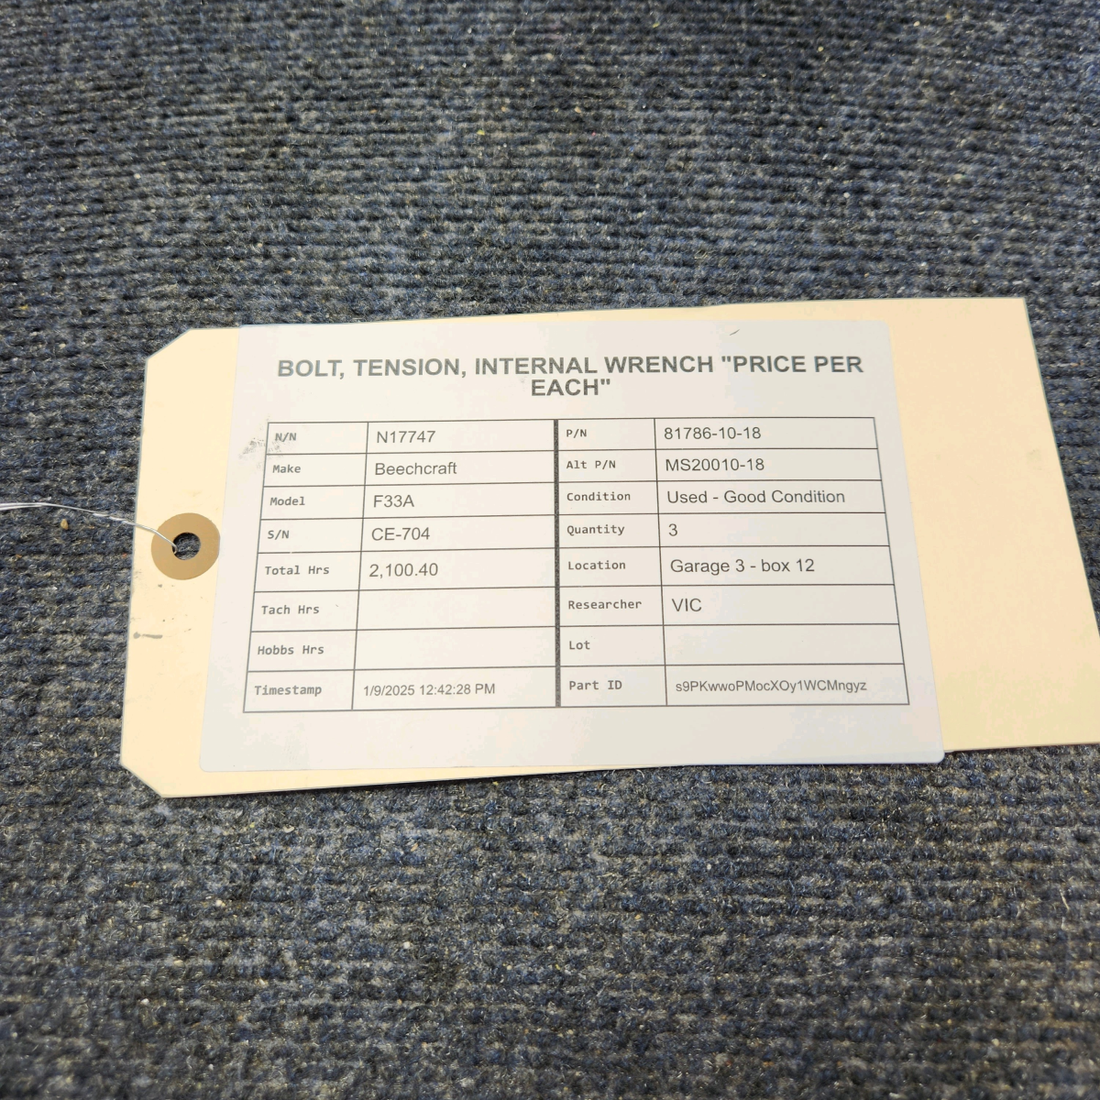 BOLT, TENSION, INTERNAL WRENCH "PRICE PER
EACH"
N/N N17747 P/N 81786-10-18
Make Beechcraft Alt P/N MS20010-18
Model F33A Condition Used - Good Condition
S/N CE-704 Quantity 3
Total Hrs 2,100.40 Location Garage 3 - box 12
Tach Hrs Researcher VIC
Hobbs Hrs Lot
Timestamp 1/9/2025 12:42:28 PM Part ID s9PKwwoPMocXOy1WCMngyz